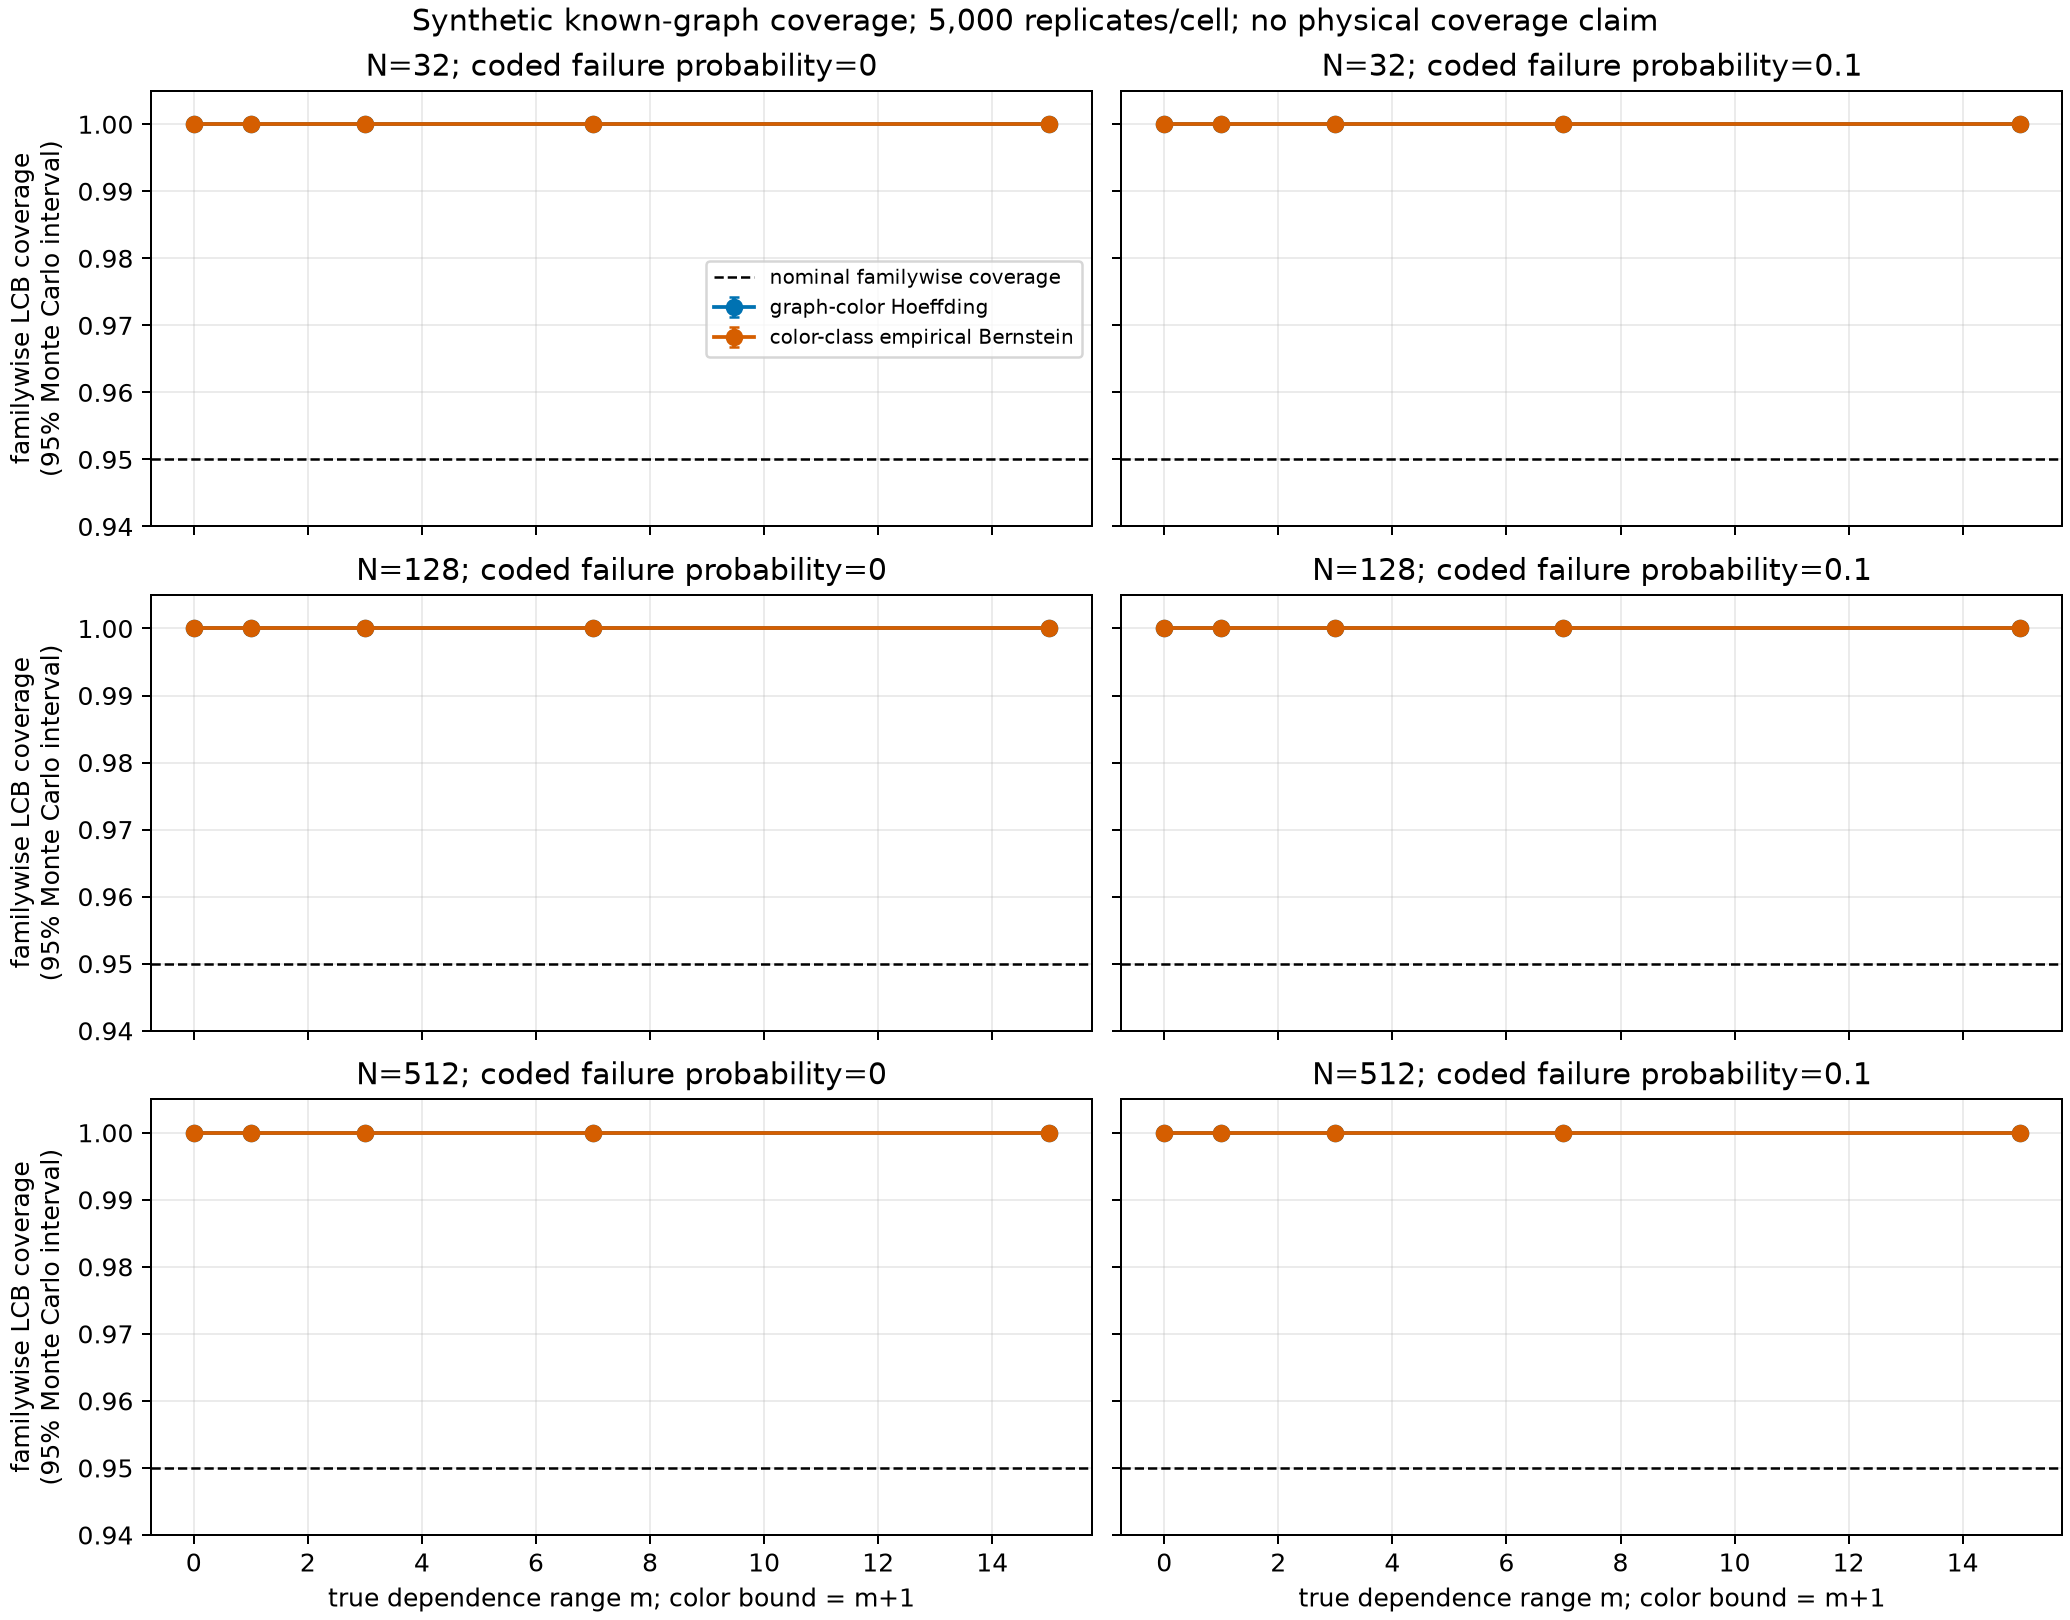 Synthetic known-graph coverage; 5,000 replicates/cell; no physical coverage claim
N=32; coded failure probability=0
N=32; coded failure probability=0.1
familywise LCB coverage
(95% Monte Carlo interval)
1.00
0.99
0.98
0.97
0.96
0.95
0.94
nominal familywise coverage
graph-color Hoeffding
color-class empirical Bernstein
N=128; coded failure probability=0
N=128; coded failure probability=0.1
familywise LCB coverage
(95% Monte Carlo interval)
1.00
0.99
0.98
0.97
0.96
0.95
0.94
N=512; coded failure probability=0
N=512; coded failure probability=0.1
familywise LCB coverage
(95% Monte Carlo interval)
1.00
0.99
0.98
0.97
0.96
0.95
0.94
0 2 4 6 8 10 12 14
0 2 4 6 8 10 12 14
true dependence range m; color bound = m+1
true dependence range m; color bound = m+1